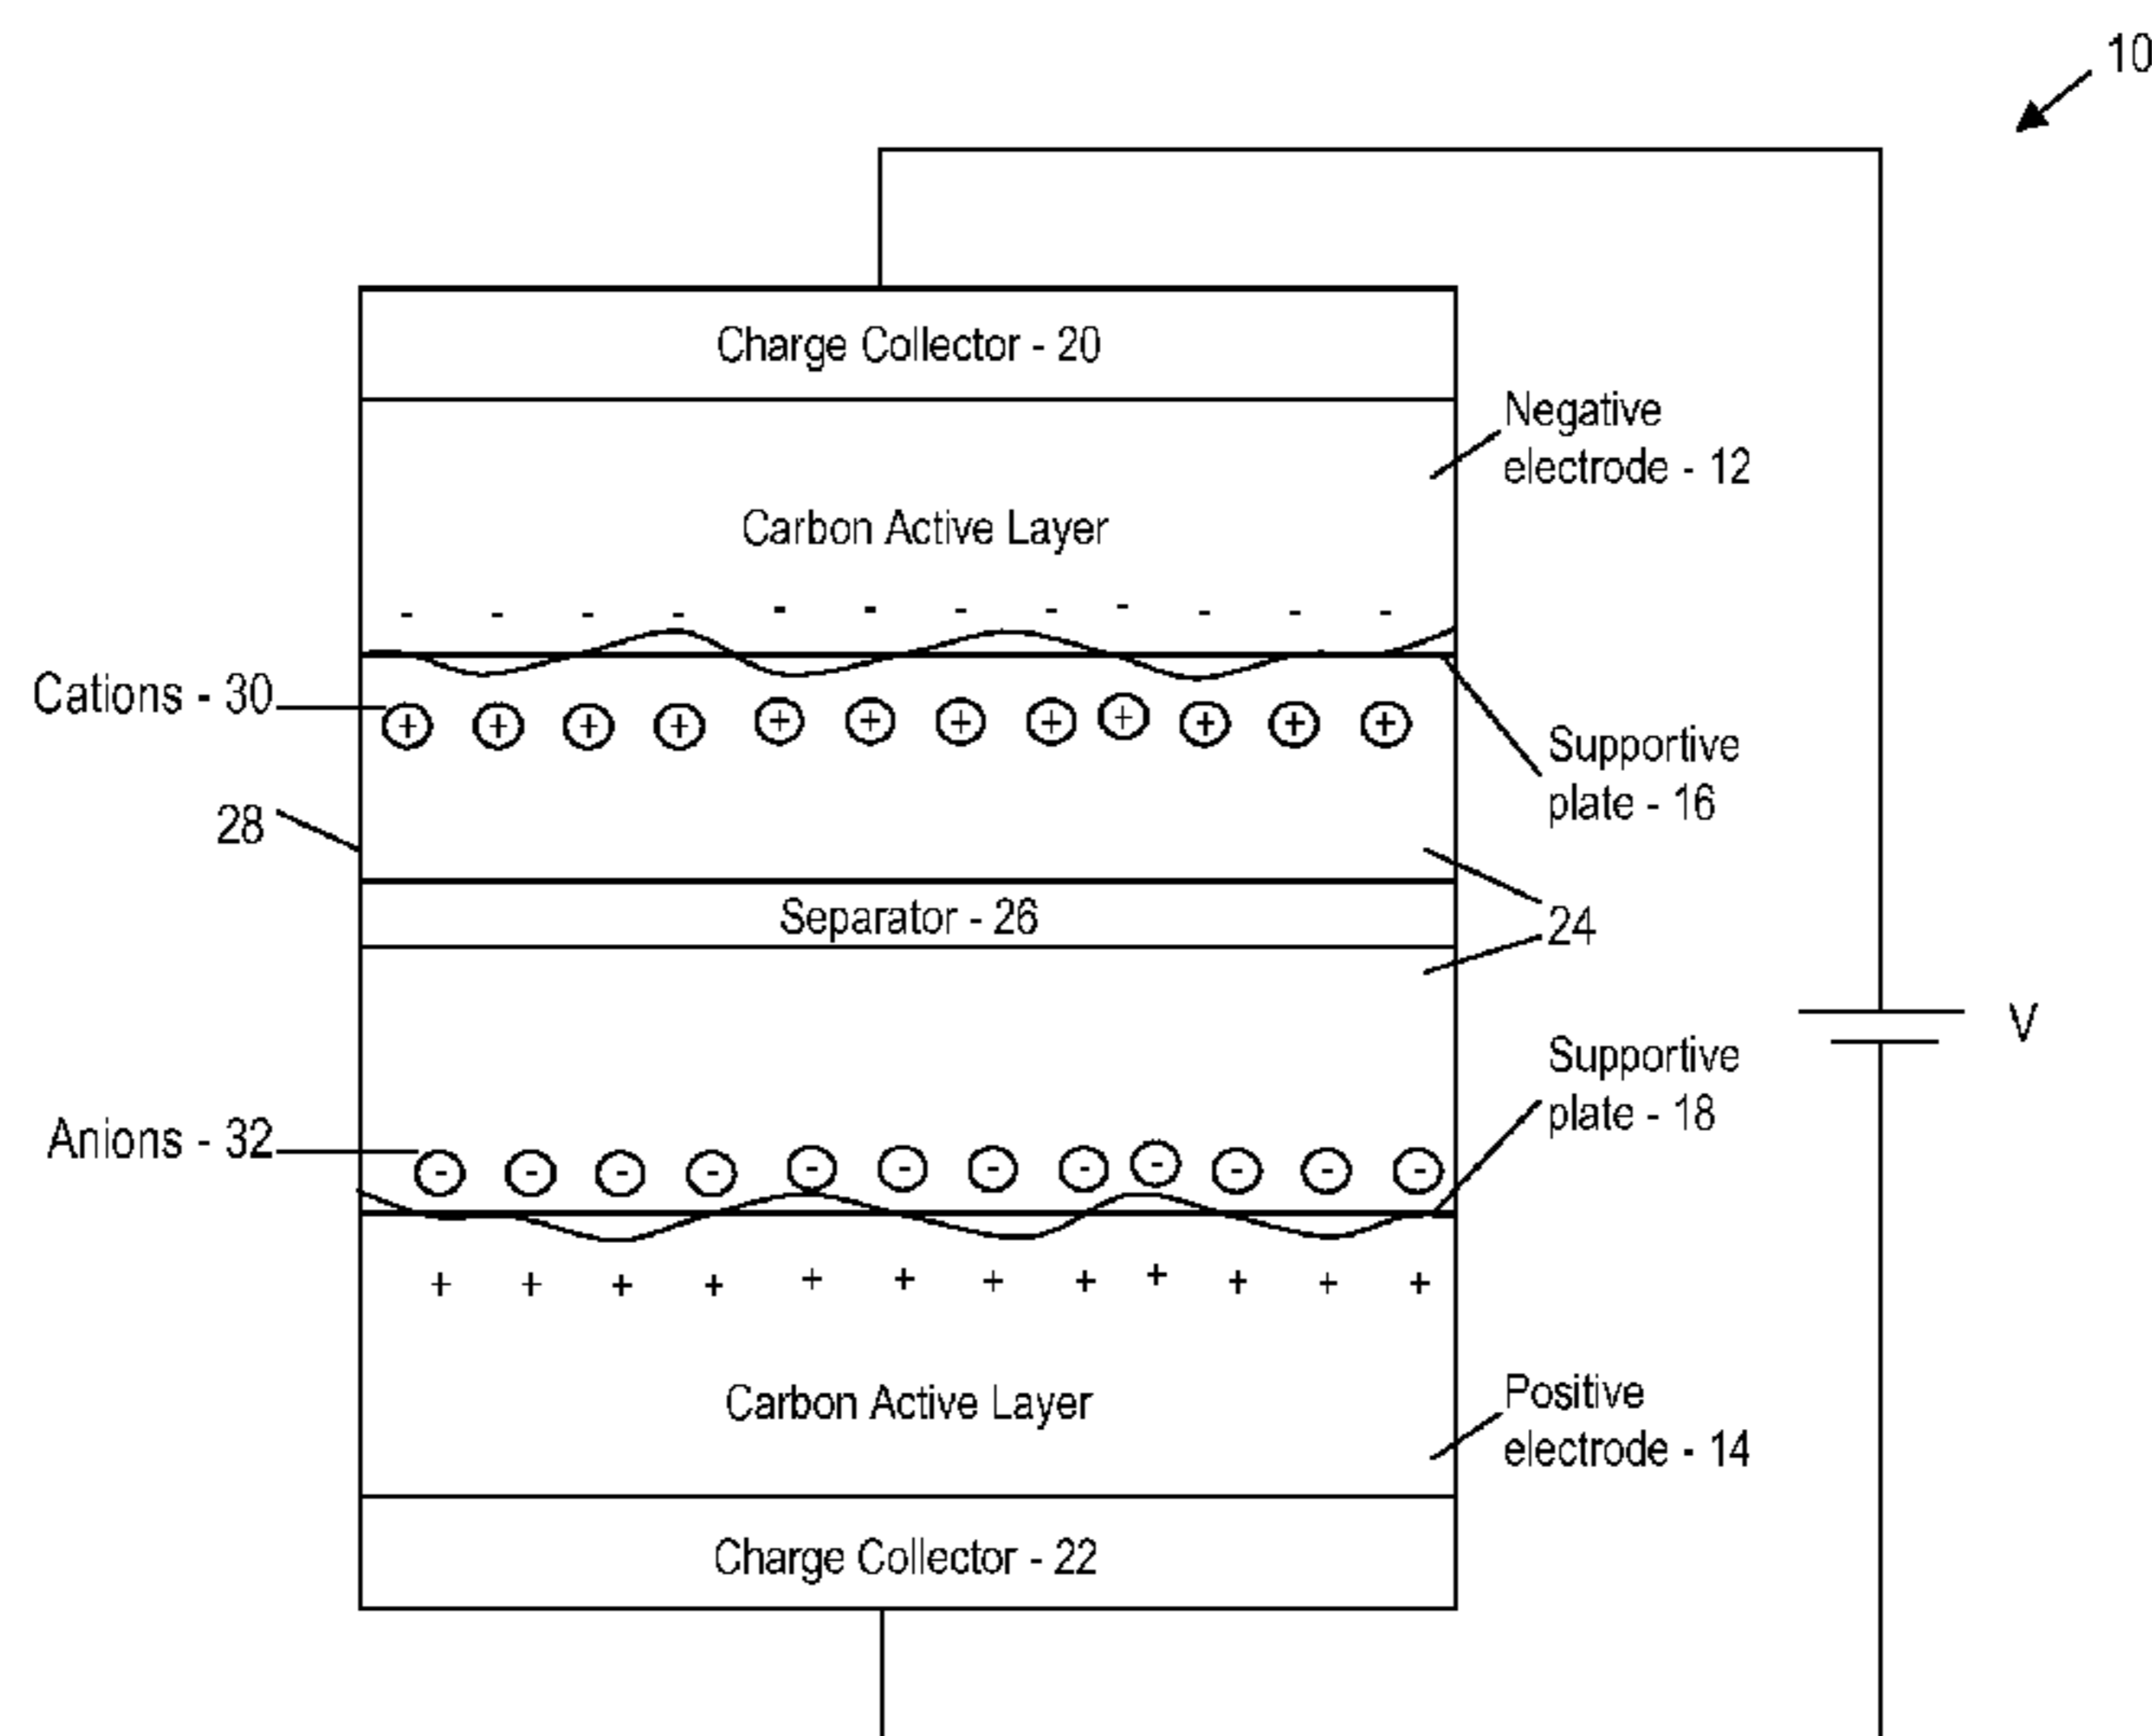 10
Charge Collector - 20
Negative
electrode - 12
Carbon Active Layer
- - - - - - - - - - - -
Cations - 30
+ + + + + + + + + + + +
Supportive
plate - 16
28
Separator - 26
24
V
Supportive
plate - 18
Anions - 32
- - - - - - - - - - - -
+ + + + + + + + + + + +
Carbon Active Layer
Positive
electrode - 14
Charge Collector - 22